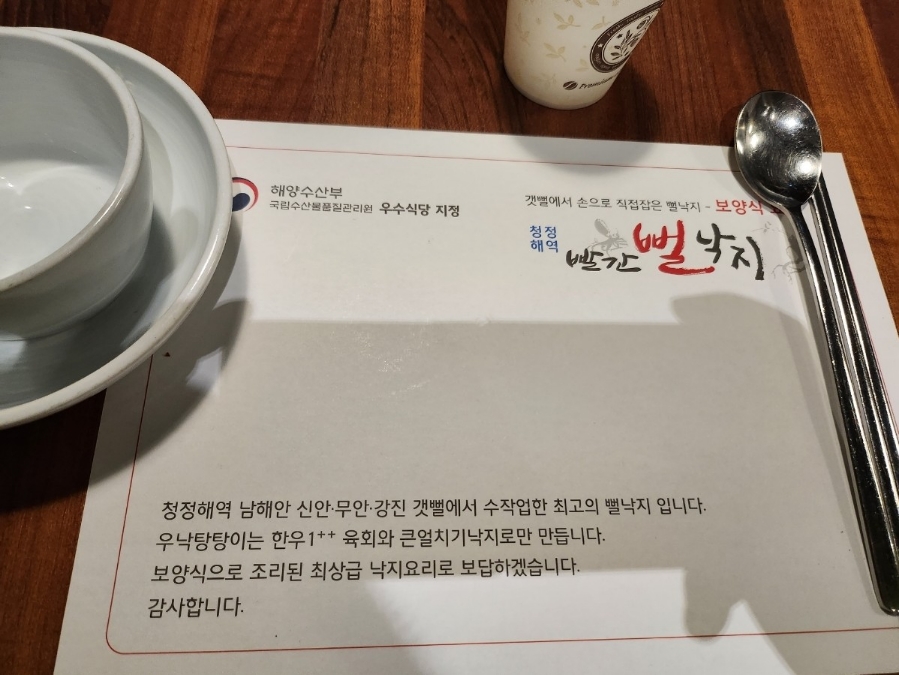 해양수산부
국립수산물품질관리원 우수식당 지정
갯뻘에서 손으로 직접잡은 뻘낙지 - 보양식
청정
해역
빨간 뻘낙지
청정해역 남해안 신안·무안·강진 갯뻘에서 수작업한 최고의 뻘낙지 입니다.
우낙탕탕이는 한우1⁺⁺ 육회와 큰얼치기낙지로만 만듭니다.
보양식으로 조리된 최상급 낙지요리로 보답하겠습니다.
감사합니다.